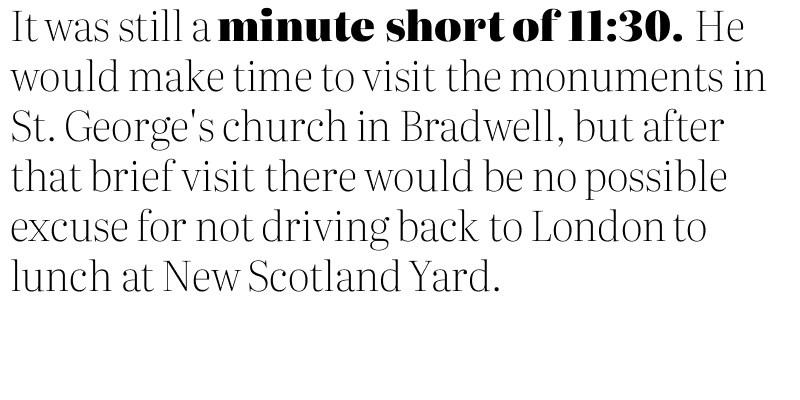 It was still a minute short of 11:30. He
would make time to visit the monuments in
St. George's church in Bradwell, but after
that brief visit there would be no possible
excuse for not driving back to London to
lunch at New Scotland Yard.